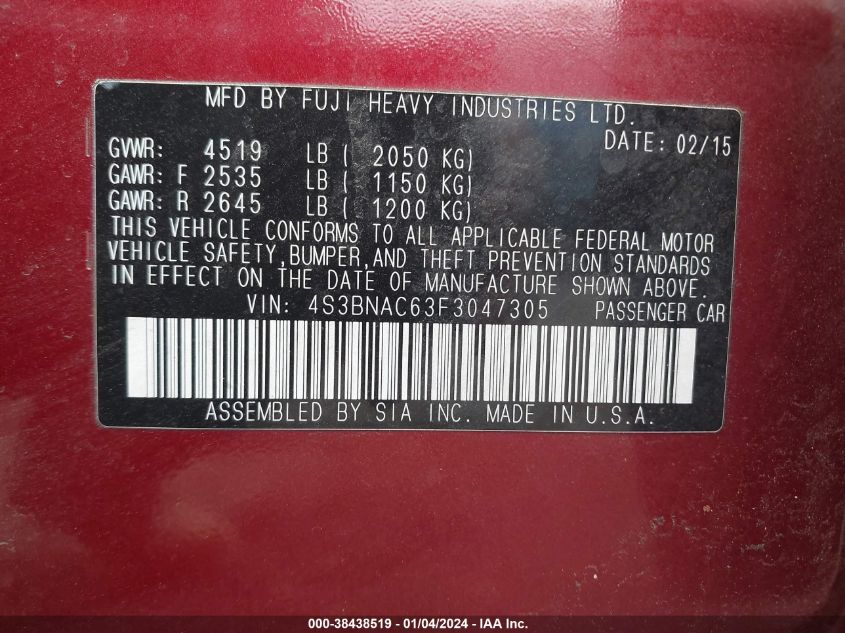 MFD BY FUJI HEAVY INDUSTRIES LTD.
DATE: 02/15
GVWR: 4519 LB ( 2050 KG)
GAWR: F 2535 LB ( 1150 KG)
GAWR: R 2645 LB ( 1200 KG)
THIS VEHICLE CONFORMS TO ALL APPLICABLE FEDERAL MOTOR
VEHICLE SAFETY,BUMPER,AND THEFT PREVENTION STANDARDS
IN EFFECT ON THE DATE OF MANUFACTURE SHOWN ABOVE.
VIN: 4S3BNAC63F3047305 PASSENGER CAR
ASSEMBLED BY SIA INC. MADE IN U.S.A.
000-38438519 - 01/04/2024 - IAA Inc.